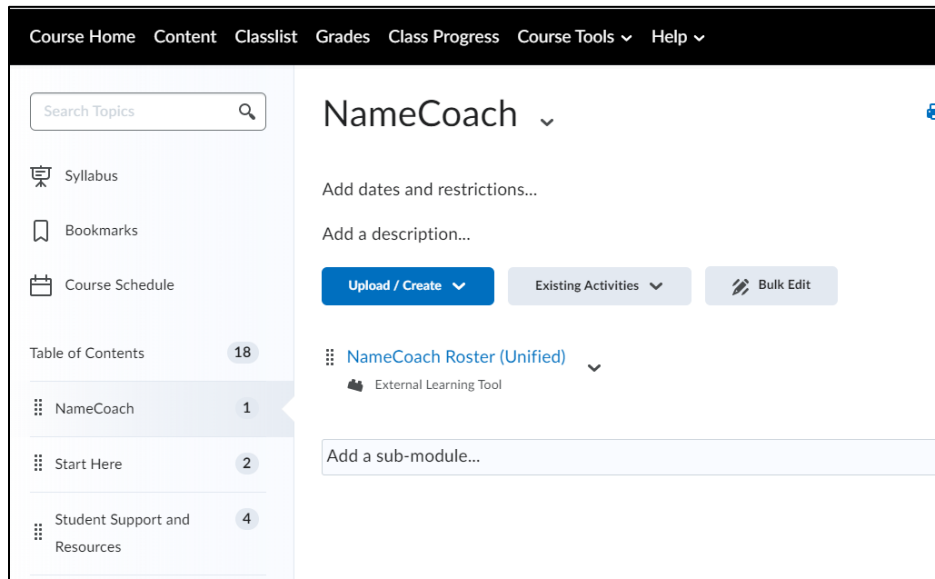 Course Home Content Classlist Grades Class Progress Course Tools Help
Search Topics
Syllabus
Bookmarks
Course Schedule
Table of Contents 18
NameCoach 1
Start Here 2
Student Support and 4
Resources
NameCoach
Add dates and restrictions...
Add a description...
Upload / Create Existing Activities Bulk Edit
NameCoach Roster (Unified)
External Learning Tool
Add a sub-module...